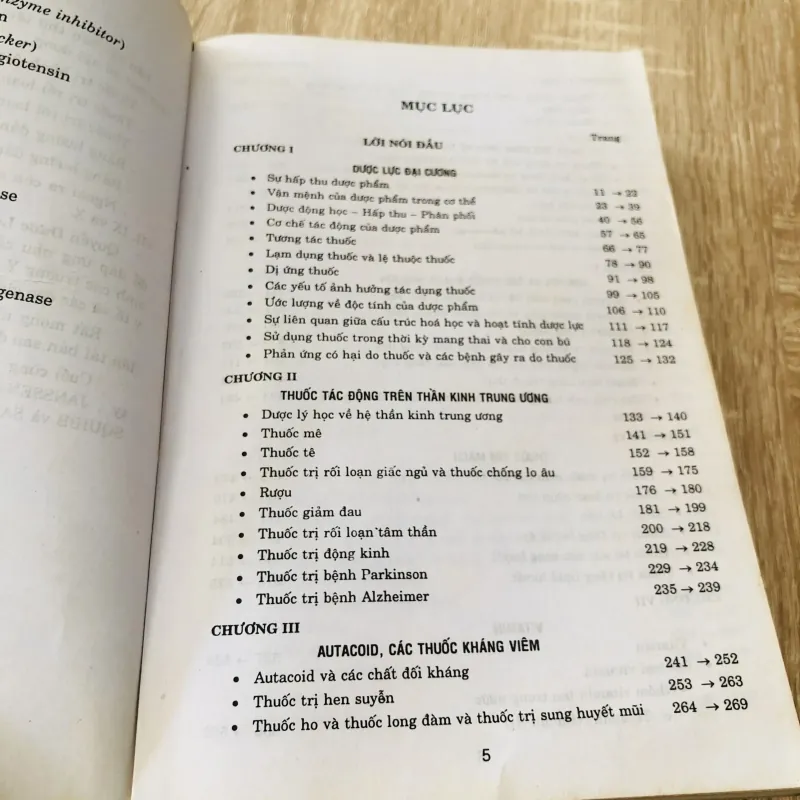 nzyme inhibitor)
n
cker)
giotensin
ase
genase
MỤC LỤC
Trang
LỜI NÓI ĐẦU
CHƯƠNG I
DƯỢC LỰC ĐẠI CƯƠNG
• Sự hấp thu dược phẩm 11 → 22
• Vận mệnh của dược phẩm trong cơ thể 23 → 39
• Dược động học – Hấp thu – Phân phối 40 → 56
• Cơ chế tác động của dược phẩm 57 → 65
• Tương tác thuốc 66 → 77
• Lạm dụng thuốc và lệ thuộc thuốc 78 → 90
• Dị ứng thuốc 91 → 98
• Các yếu tố ảnh hưởng tác dụng thuốc 99 → 105
• Ước lượng về độc tính của dược phẩm 106 → 110
• Sự liên quan giữa cấu trúc hoá học và hoạt tính dược lực 111 → 117
• Sử dụng thuốc trong thời kỳ mang thai và cho con bú 118 → 124
• Phản ứng có hại do thuốc và các bệnh gây ra do thuốc 125 → 132
CHƯƠNG II
THUỐC TÁC ĐỘNG TRÊN THẦN KINH TRUNG ƯƠNG
• Dược lý học về hệ thần kinh trung ương 133 → 140
• Thuốc mê 141 → 151
• Thuốc tê 152 → 158
• Thuốc trị rối loạn giấc ngủ và thuốc chống lo âu 159 → 175
• Rượu 176 → 180
• Thuốc giảm đau 181 → 199
• Thuốc trị rối loạn tâm thần 200 → 218
• Thuốc trị động kinh 219 → 228
• Thuốc trị bệnh Parkinson 229 → 234
• Thuốc trị bệnh Alzheimer 235 → 239
CHƯƠNG III
AUTACOID, CÁC THUỐC KHÁNG VIÊM
• Autacoid và các chất đối kháng 241 → 252
• Thuốc trị hen suyễn 253 → 263
• Thuốc ho và thuốc long đàm và thuốc trị sung huyết mũi 264 → 269
5